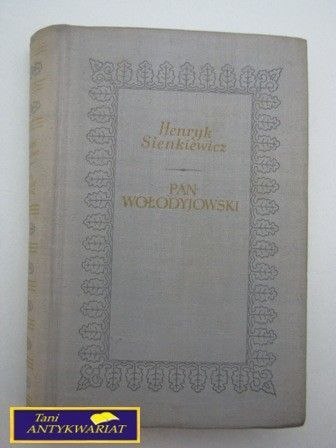 Henryk
Sienkiewicz
PAN
WOŁODYJOWSKI
Tani
ANTYKWARIAT